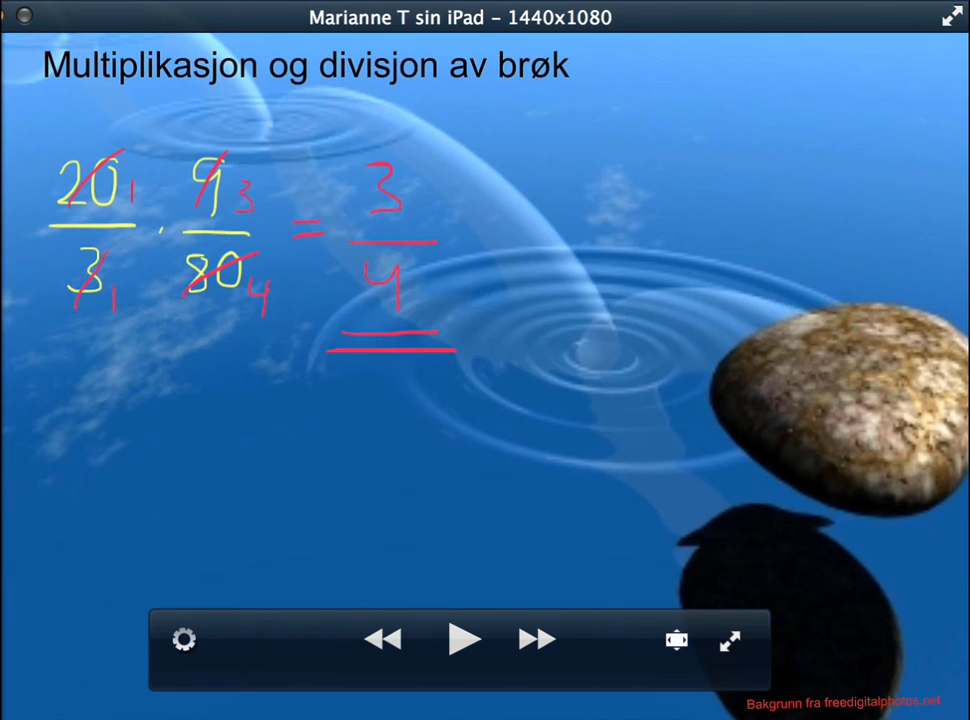 Marianne T sin iPad – 1440x1080
Multiplikasjon og divisjon av brøk
20 1 9 3 3
· =
3 1 80 4 4
Bakgrunn fra freedigitalphotos.net